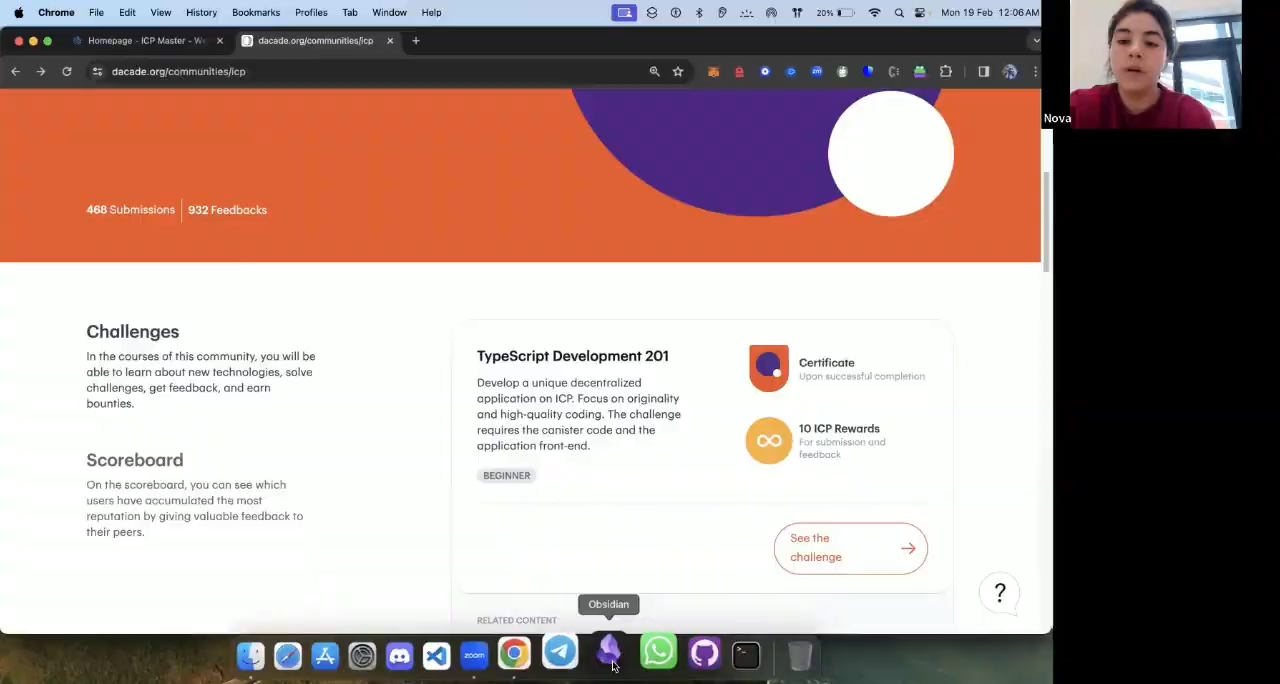 Chrome File Edit View History Bookmarks Profiles Tab Window Help 20% Mon 19 Feb 12:06 AM
Homepage - ICP Master - We dacade.org/communities/icp
dacade.org/communities/icp
Nova
468 Submissions 932 Feedbacks
Challenges
In the courses of this community, you will be
able to learn about new technologies, solve
challenges, get feedback, and earn
bounties.
Scoreboard
On the scoreboard, you can see which
users have accumulated the most
reputation by giving valuable feedback to
their peers.
TypeScript Development 201
Develop a unique decentralized
application on ICP. Focus on originality
and high-quality coding. The challenge
requires the canister code and the
application front-end.
BEGINNER
Certificate
Upon successful completion
10 ICP Rewards
For submission and
feedback
See the
challenge
?
Obsidian
RELATED CONTENT
zoom